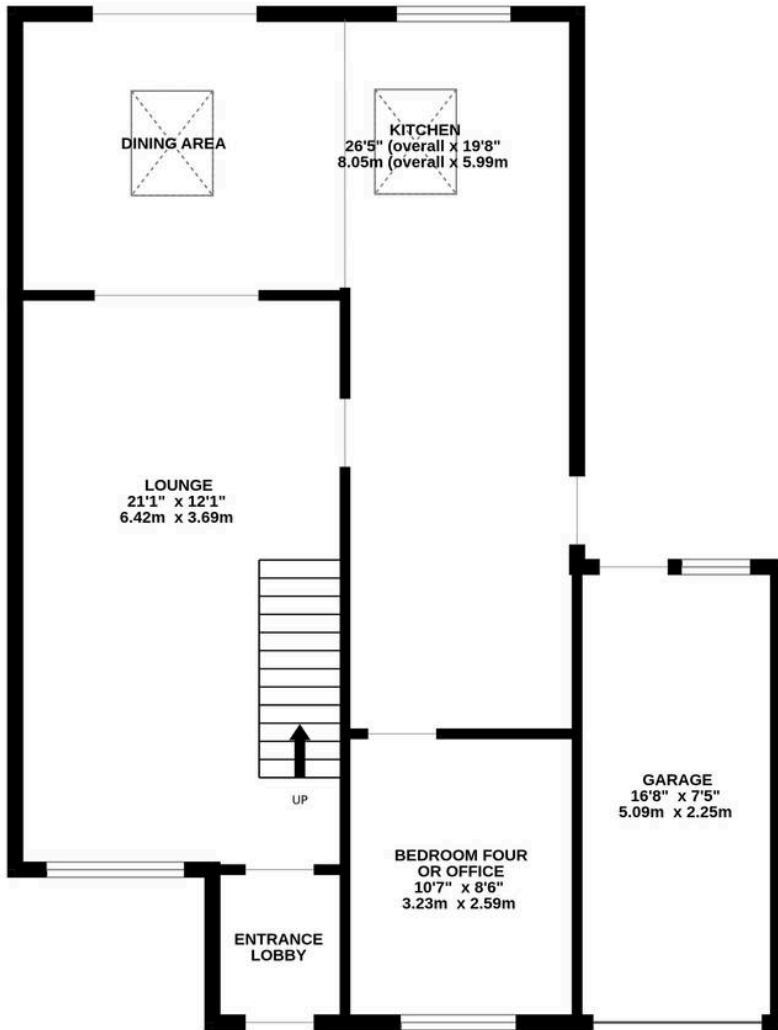 DINING AREA
KITCHEN
26'5" (overall x 19'8"
8.05m (overall x 5.99m
LOUNGE
21'1" x 12'1"
6.42m x 3.69m
UP
GARAGE
16'8" x 7'5"
5.09m x 2.25m
BEDROOM FOUR
OR OFFICE
10'7" x 8'6"
3.23m x 2.59m
ENTRANCE
LOBBY